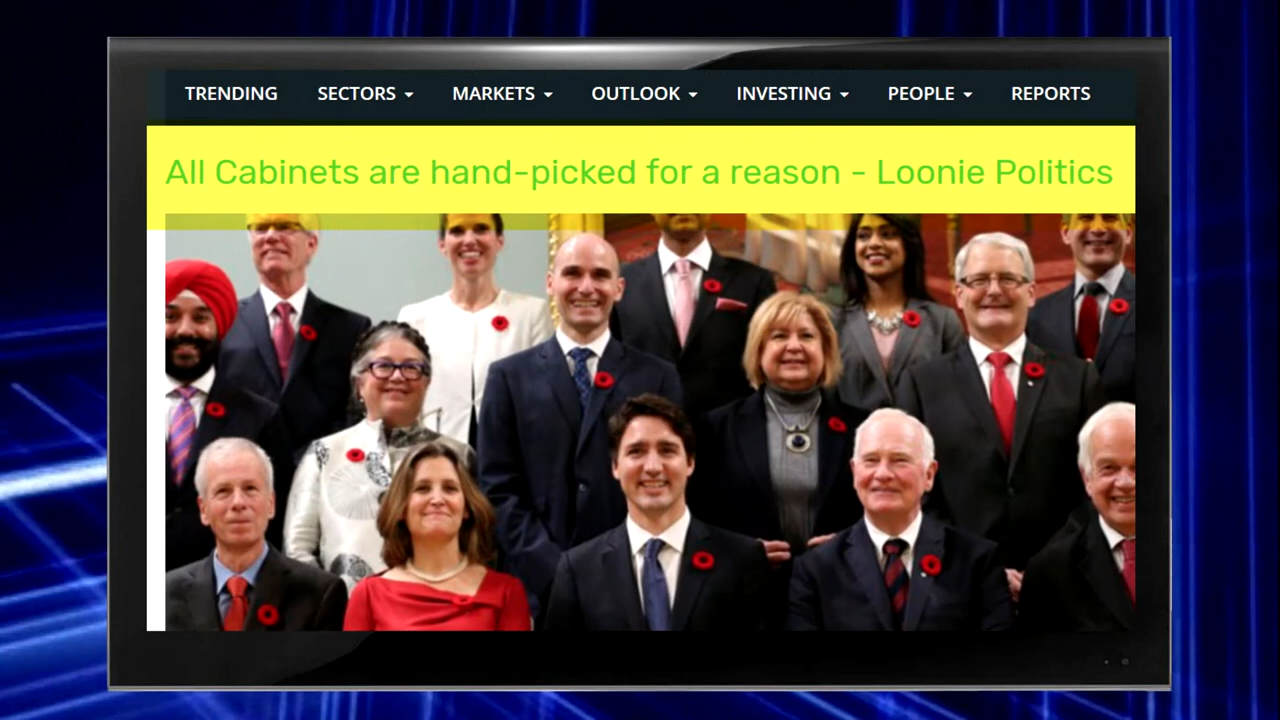 TRENDING SECTORS MARKETS OUTLOOK INVESTING PEOPLE REPORTS
All Cabinets are hand-picked for a reason - Loonie Politics